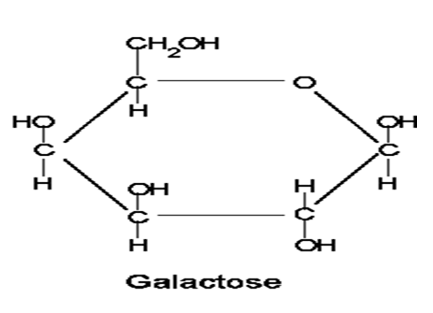 CH2OH
C O
H
HO OH
C C
H H
OH H
C C
H OH
Galactose